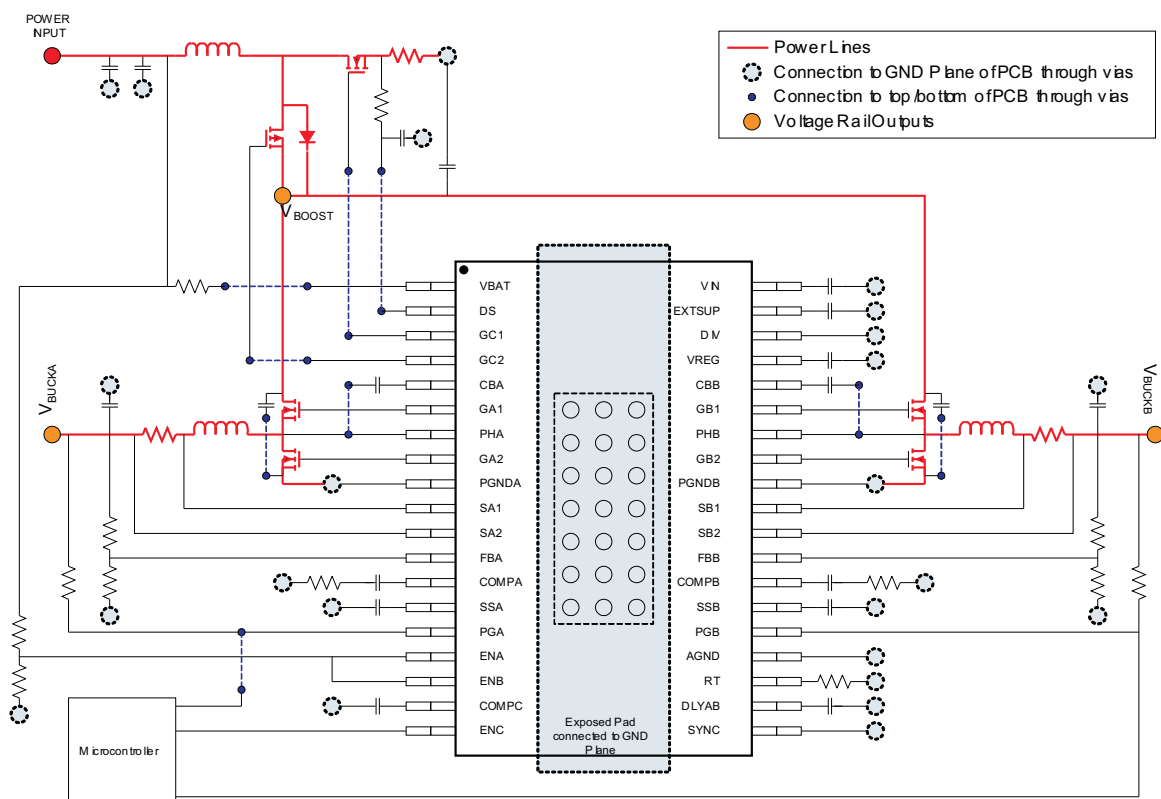 POWER
INPUT
Power Lines
Connection to GND Plane of PCB through vias
Connection to top/bottom of PCB through vias
Voltage Rail Outputs
VBOOST
VBUCKA
VBUCKB
VBAT
DS
GC1
GC2
CBA
GA1
PHA
GA2
PGNDA
SA1
SA2
FBA
COMPA
SSA
PGA
ENA
ENB
COMPC
ENC
VIN
EXTSUP
DIV
VREG
CBB
GB1
PHB
GB2
PGNDB
SB1
SB2
FBB
COMPB
SSB
PGB
AGND
RT
DLYAB
SYNC
Exposed Pad
connected to GND
Plane
Microcontroller